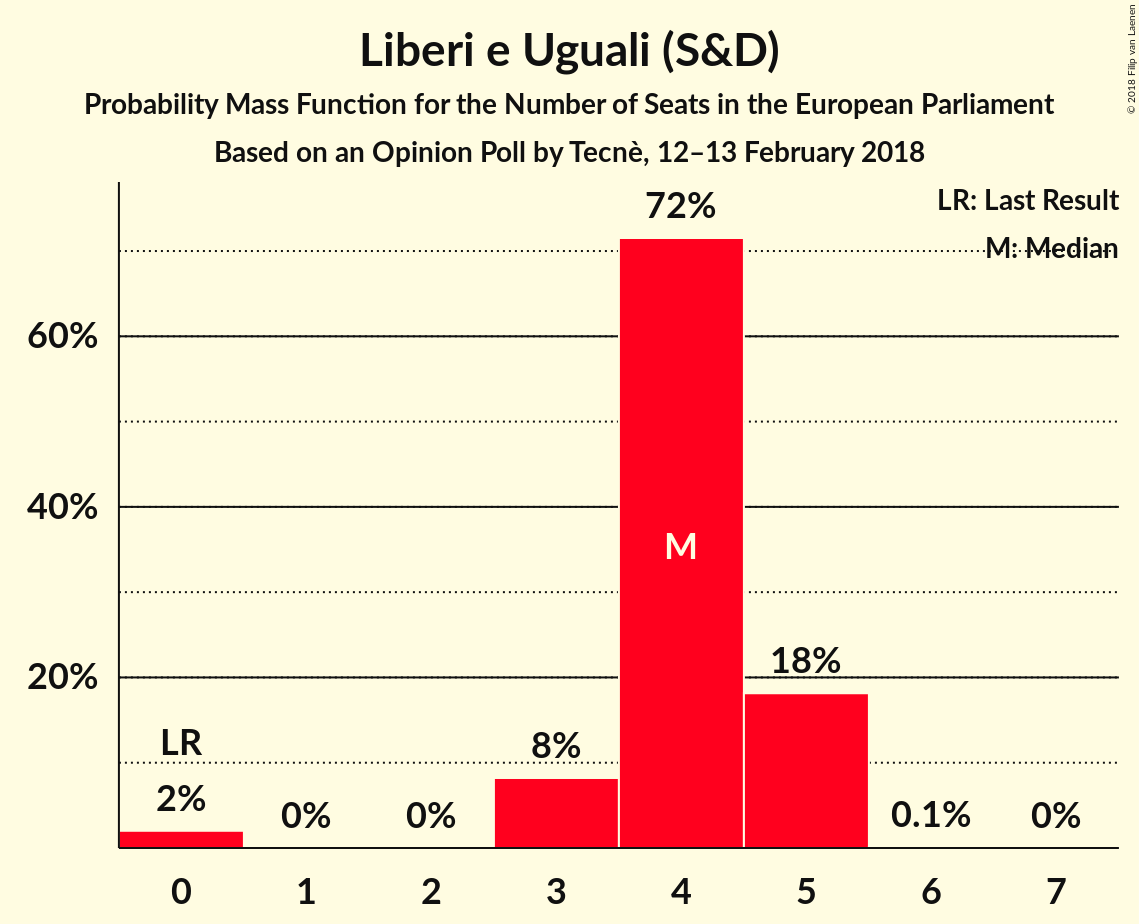 Liberi e Uguali (S&D)
Probability Mass Function for the Number of Seats in the European Parliament
Based on an Opinion Poll by Tecnè, 12–13 February 2018
© 2018 Filip van Laenen
LR: Last Result
M: Median
72%
60%
40%
M
20%
18%
LR
8%
2%
0%
0%
0.1%
0%
0 1 2 3 4 5 6 7